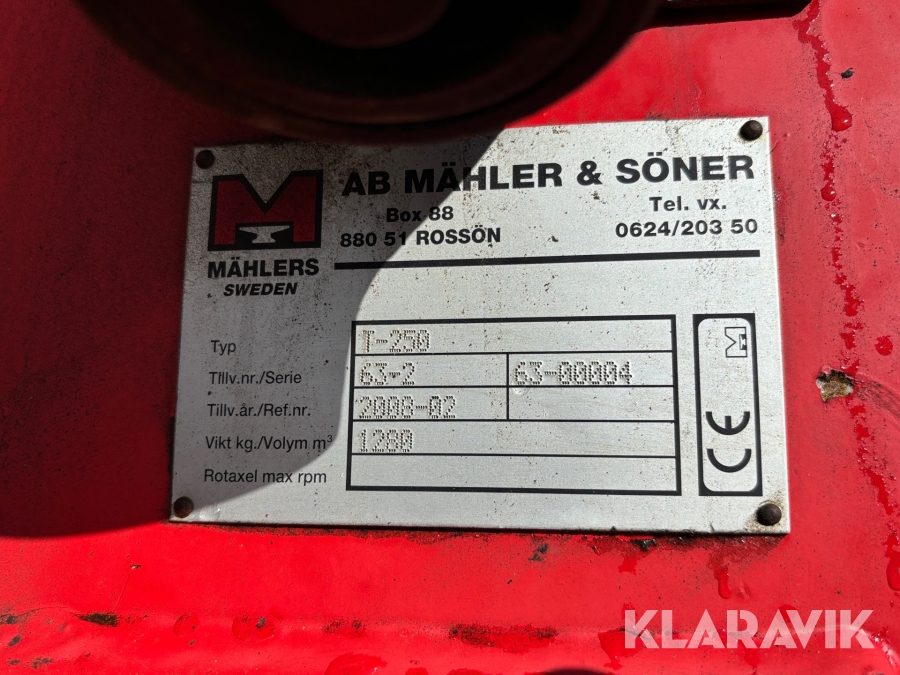 M
AB MÄHLER & SÖNER
Box 88
880 51 ROSSÖN
Tel. vx.
0624/203 50
MÄHLERS
SWEDEN
Typ T-250
Tillv.nr./Serie 63-2 63-00004
Tillv.år./Ref.nr. 2008-02
Vikt kg./Volym m³ 1280
Rotaxel max rpm
M
CE
KLARAVIK